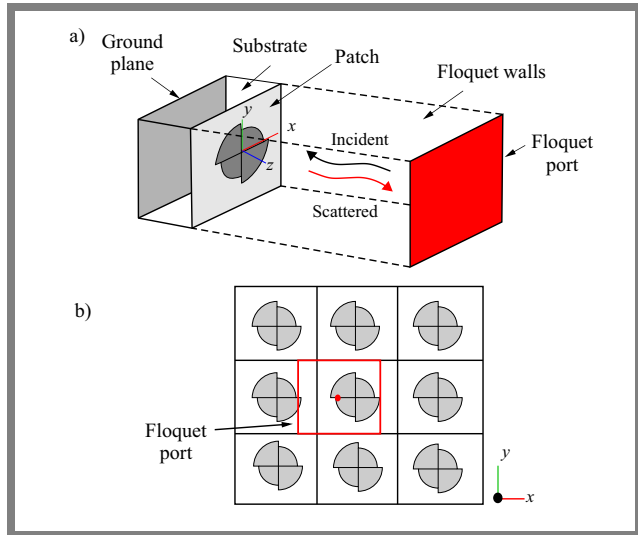 a)
Ground
plane
Substrate
Patch
Floquet walls
y
x
z
Incident
Scattered
Floquet
port
b)
Floquet
port
y
x